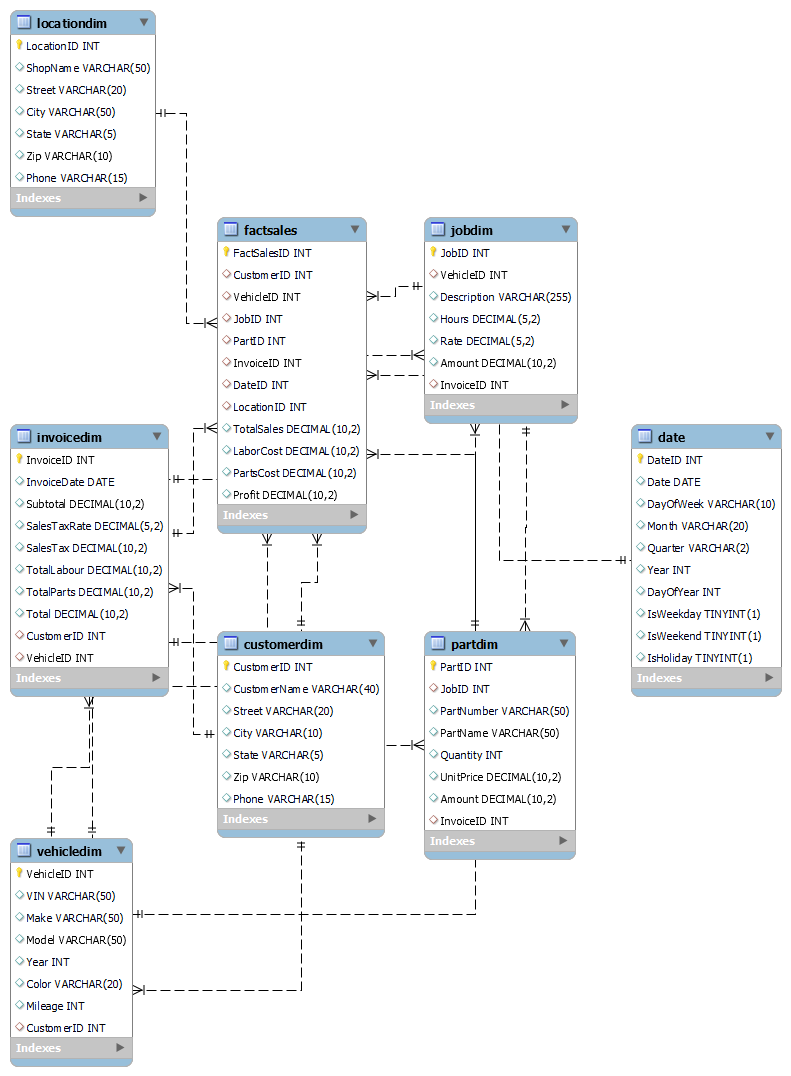 locationdim
LocationID INT
ShopName VARCHAR(50)
Street VARCHAR(20)
City VARCHAR(50)
State VARCHAR(5)
Zip VARCHAR(10)
Phone VARCHAR(15)
Indexes
factsales
FactSalesID INT
CustomerID INT
VehicleID INT
JobID INT
PartID INT
InvoiceID INT
DateID INT
LocationID INT
TotalSales DECIMAL(10,2)
LaborCost DECIMAL(10,2)
PartsCost DECIMAL(10,2)
Profit DECIMAL(10,2)
Indexes
jobdim
JobID INT
VehicleID INT
Description VARCHAR(255)
Hours DECIMAL(5,2)
Rate DECIMAL(5,2)
Amount DECIMAL(10,2)
InvoiceID INT
Indexes
invoicedim
InvoiceID INT
InvoiceDate DATE
Subtotal DECIMAL(10,2)
SalesTaxRate DECIMAL(5,2)
SalesTax DECIMAL(10,2)
TotalLabour DECIMAL(10,2)
TotalParts DECIMAL(10,2)
Total DECIMAL(10,2)
CustomerID INT
VehicleID INT
Indexes
date
DateID INT
Date DATE
DayOfWeek VARCHAR(10)
Month VARCHAR(20)
Quarter VARCHAR(2)
Year INT
DayOfYear INT
IsWeekday TINYINT(1)
IsWeekend TINYINT(1)
IsHoliday TINYINT(1)
Indexes
customerdim
CustomerID INT
CustomerName VARCHAR(40)
Street VARCHAR(20)
City VARCHAR(10)
State VARCHAR(5)
Zip VARCHAR(10)
Phone VARCHAR(15)
Indexes
partdim
PartID INT
JobID INT
PartNumber VARCHAR(50)
PartName VARCHAR(50)
Quantity INT
UnitPrice DECIMAL(10,2)
Amount DECIMAL(10,2)
InvoiceID INT
Indexes
vehicledim
VehicleID INT
VIN VARCHAR(50)
Make VARCHAR(50)
Model VARCHAR(50)
Year INT
Color VARCHAR(20)
Mileage INT
CustomerID INT
Indexes